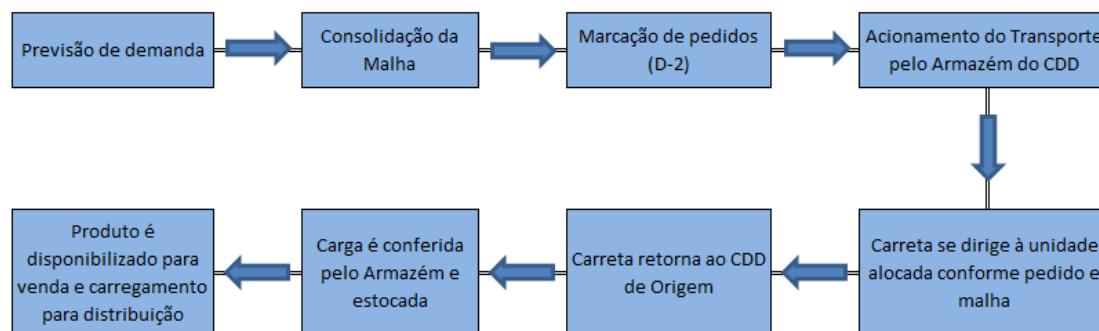 Previsão de demanda
Consolidação da
Malha
Marcação de pedidos
(D-2)
Acionamento do Transporte
pelo Armazém do CDD
Carreta se dirige à unidade
alocada conforme pedido e
malha
Carreta retorna ao CDD
de Origem
Carga é conferida
pelo Armazém e
estocada
Produto é
disponibilizado para
venda e carregamento
para distribuição